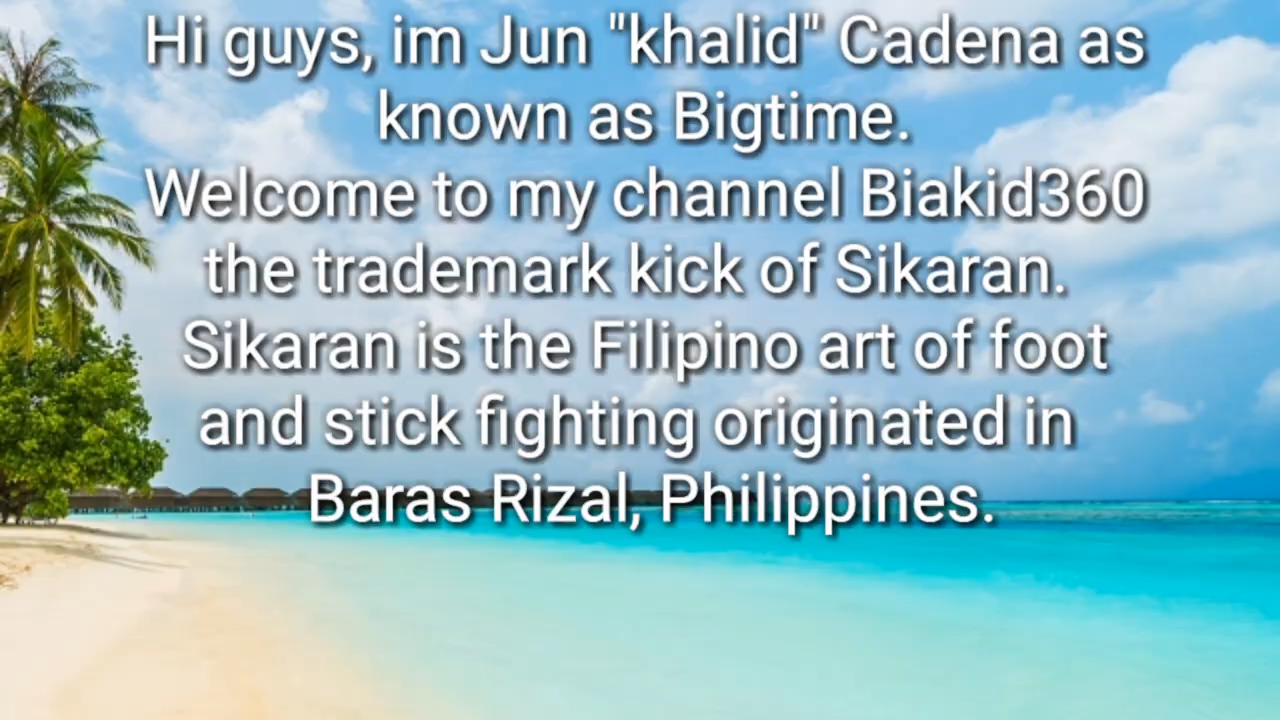 Hi guys, im Jun "khalid" Cadena as
known as Bigtime.
Welcome to my channel Biakid360
the trademark kick of Sikaran.
Sikaran is the Filipino art of foot
and stick fighting originated in
Baras Rizal, Philippines.